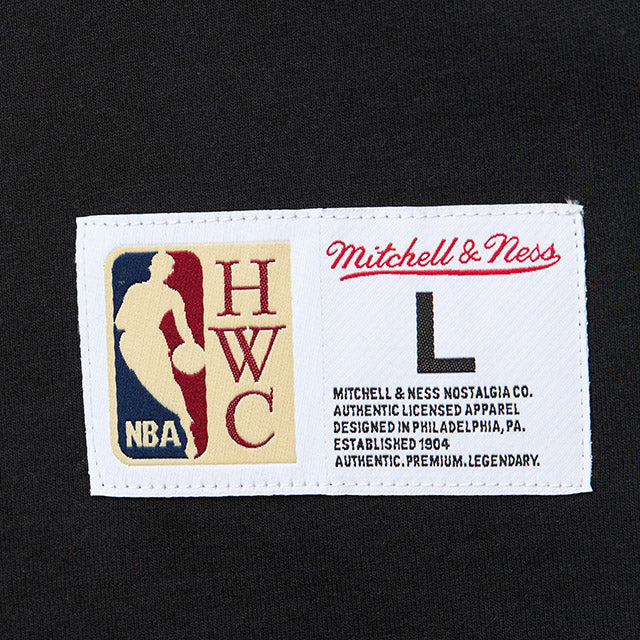 NBA
H
W
C
Mitchell & Ness
L
MITCHELL & NESS NOSTALGIA CO.
AUTHENTIC LICENSED APPAREL
DESIGNED IN PHILADELPHIA, PA.
ESTABLISHED 1904
AUTHENTIC.PREMIUM.LEGENDARY.